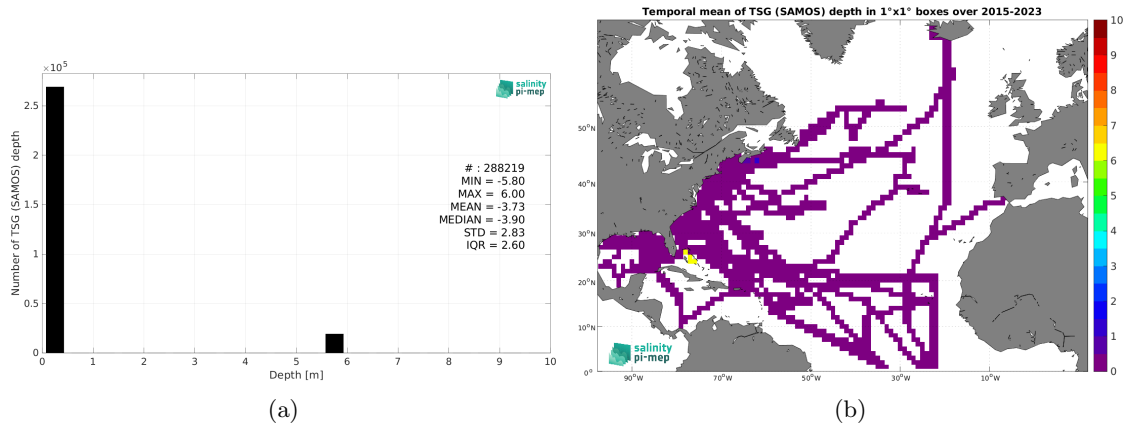 Number of TSG (SAMOS) depth
×10⁵
2.5
2
1.5
1
0.5
0
salinity
pi-mep
# : 288219
MIN = -5.80
MAX = 6.00
MEAN = -3.73
MEDIAN = -3.90
STD = 2.83
IQR = 2.60
0 1 2 3 4 5 6 7 8 9 10
Depth [m]
(a)
Temporal mean of TSG (SAMOS) depth in 1°x1° boxes over 2015-2023
50°N
40°N
30°N
20°N
10°N
0°
salinity
pi-mep
90°W 70°W 50°W 30°W 10°W
10
9
8
7
6
5
4
3
2
1
0
(b)